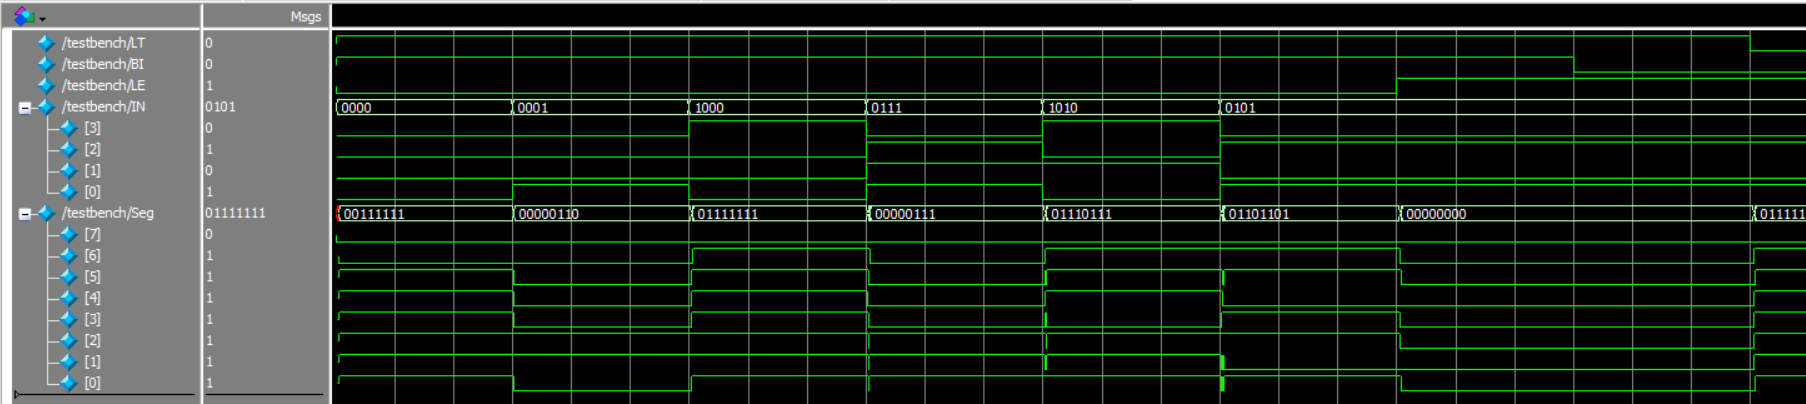 Msgs
/testbench/LT 0
/testbench/BI 0
/testbench/LE 1
/testbench/IN 0101 0000 0001 1000 0111 1010 0101
[3] 0
[2] 1
[1] 0
[0] 1
/testbench/Seg 01111111 00111111 00000110 01111111 00000111 01110111 01101101 00000000 011111
[7] 0
[6] 1
[5] 1
[4] 1
[3] 1
[2] 1
[1] 1
[0] 1